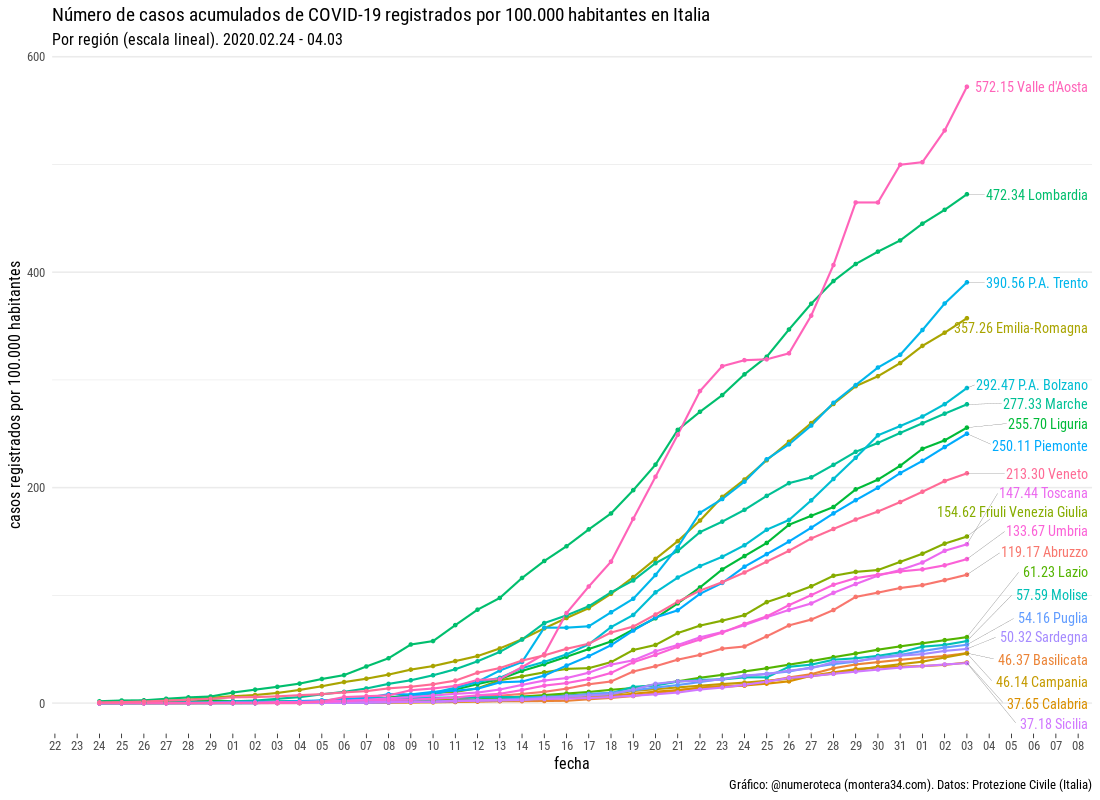 Número de casos acumulados de COVID-19 registrados por 100.000 habitantes en Italia
Por región (escala lineal). 2020.02.24 - 04.03
casos registrados por 100.000 habitantes
600
400
200
0
572.15 Valle d'Aosta
472.34 Lombardia
390.56 P.A. Trento
357.26 Emilia-Romagna
292.47 P.A. Bolzano
277.33 Marche
255.70 Liguria
250.11 Piemonte
213.30 Veneto
147.44 Toscana
154.62 Friuli Venezia Giulia
133.67 Umbria
119.17 Abruzzo
61.23 Lazio
57.59 Molise
54.16 Puglia
50.32 Sardegna
46.37 Basilicata
46.14 Campania
37.65 Calabria
37.18 Sicilia
22 23 24 25 26 27 28 29 01 02 03 04 05 06 07 08 09 10 11 12 13 14 15 16 17 18 19 20 21 22 23 24 25 26 27 28 29 30 31 01 02 03 04 05 06 07 08
fecha
Gráfico: @numeroteca (montera34.com). Datos: Protezione Civile (Italia)